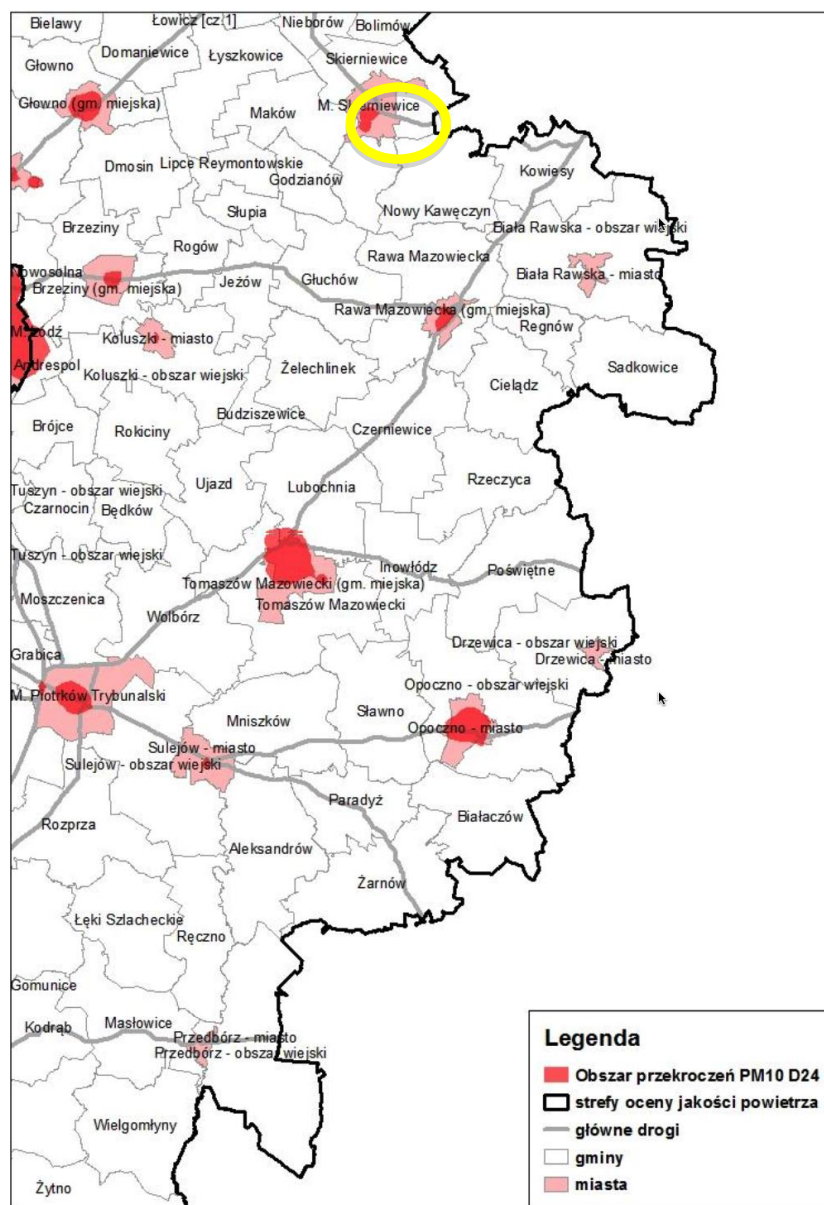 Bielawy
Łowicz [cz.1]
Nieborów
Bolimów
Domaniewice
Łyszkowice
Skierniewice
Głowno
Głowno (gm. miejska)
Maków
M. Skierniewice
Dmosin
Lipce Reymontowskie
Godzianów
Kowiesy
Słupia
Nowy Kawęczyn
Brzeziny
Rogów
Biała Rawska - obszar wiejski
Rawa Mazowiecka
Nowosolna
Brzeziny (gm. miejska)
Jeżów
Głuchów
Biała Rawska - miasto
Rawa Mazowiecka (gm. miejska)
Regnów
M. Łódź
Koluszki - miasto
Andrespol
Koluszki - obszar wiejski
Żelechlinek
Sadkowice
Cielądz
Budziszewice
Brójce
Rokiciny
Czerniewice
Ujazd
Lubochnia
Rzeczyca
Tuszyn - obszar wiejski
Czarnocin
Będków
Tuszyn - obszar wiejski
Inowłódz
Poświętne
Moszczenica
Tomaszów Mazowiecki (gm. miejska)
Tomaszów Mazowiecki
Wolbórz
Grabica
Drzewica - obszar wiejski
Drzewica - miasto
M. Piotrków Trybunalski
Opoczno - obszar wiejski
Mniszków
Sławno
Opoczno - miasto
Sulejów - miasto
Sulejów - obszar wiejski
Paradyż
Białaczów
Rozprza
Aleksandrów
Żarnów
Łęki Szlacheckie
Ręczno
Gomunice
Kodrąb
Masłowice
Przedbórz - miasto
Przedbórz - obszar wiejski
Wielgomłyny
Żytno
Legenda
Obszar przekroczeń PM10 D24
strefy oceny jakości powietrza
główne drogi
gminy
miasta